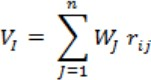 V_I = \sum_{J=1}^{n} W_J r_{ij}